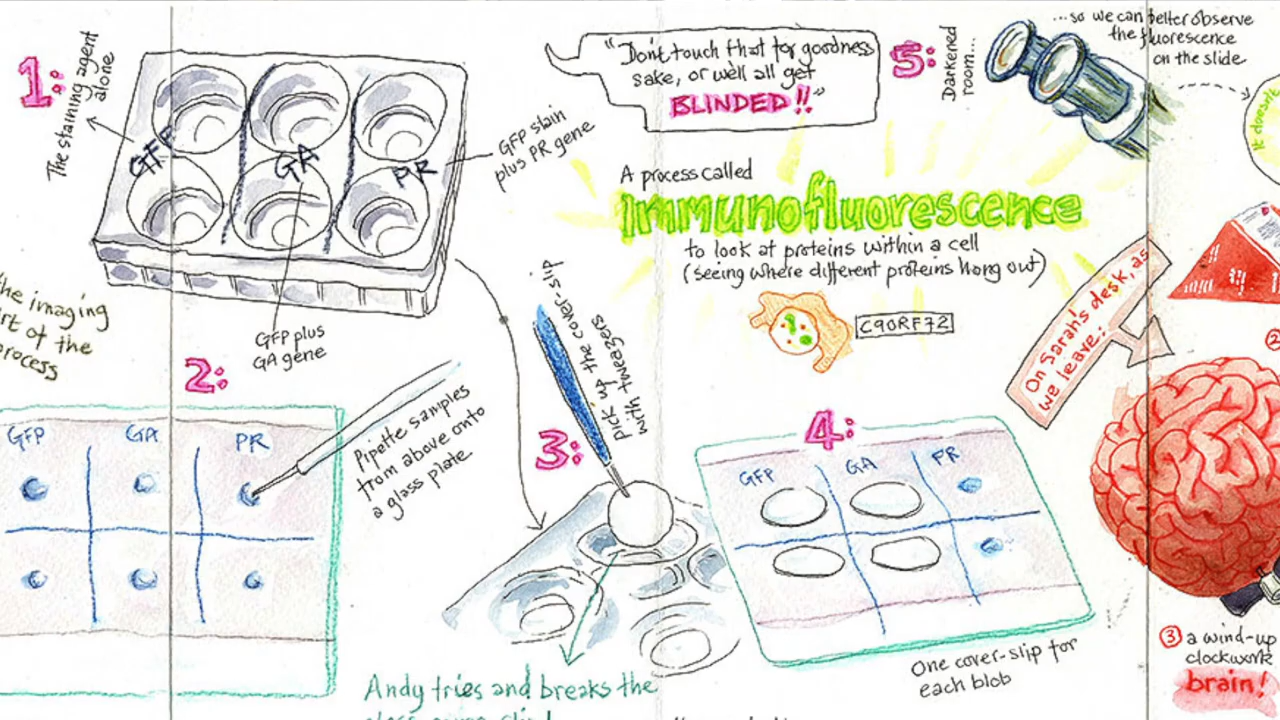 1:
The staining agent
alone
GFP
GA
PR
GFP stain
plus PR gene
GFP plus
GA gene
the imaging
of the
process
2:
GFP
GA
PR
Pipette samples
from above onto
a glass plate
"Don't touch that for goodness
sake, or we'll all get
BLINDED!!"
A process called
immunofluorescence
to look at proteins within a cell
(seeing where different proteins hang out)
C9ORF72
3:
pick up the cover-slip
with tweezers
Andy tries and breaks the
4:
GFP
GA
PR
One cover-slip for
each blob
5:
Darkened
room...
...so we can better observe
the fluorescence
on the slide
It doesn't
On Sarah's desk, as
we leave:
2
3 a wind-up
clockwork
brain!